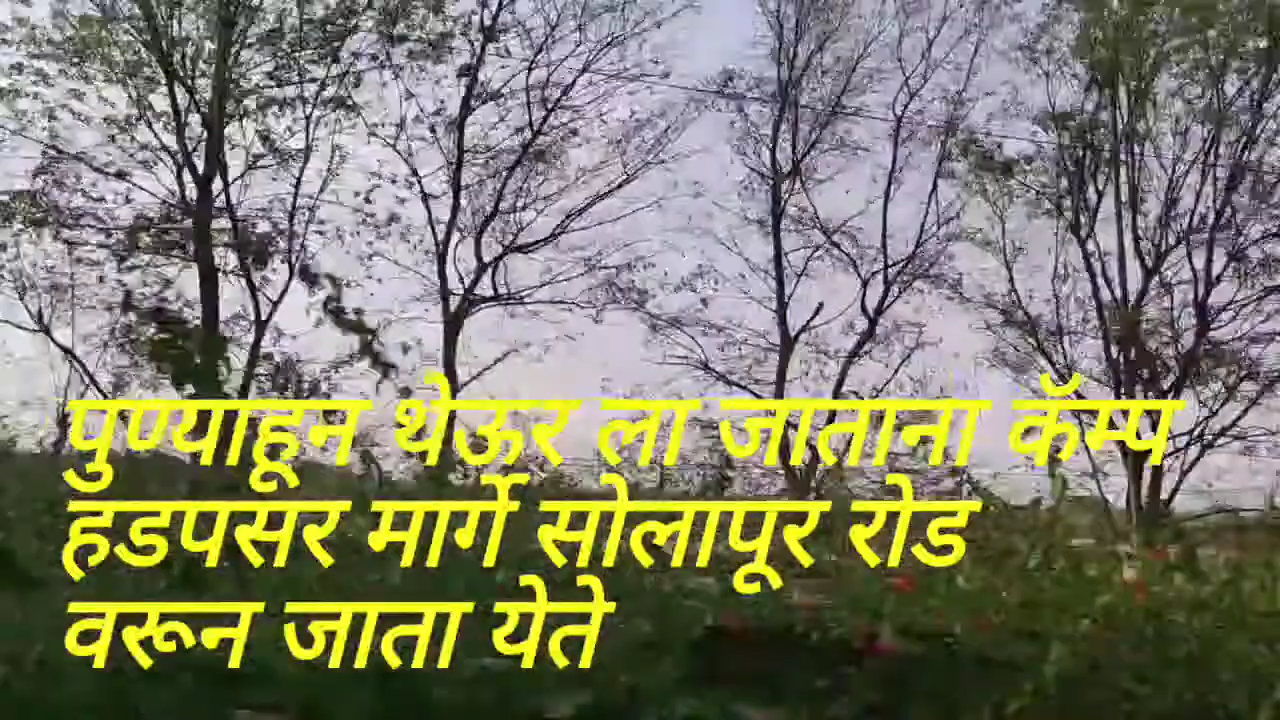 पुण्याहून थेऊर ला जाताना कॅम्प
हडपसर मार्गे सोलापूर रोड
वरून जाता येते